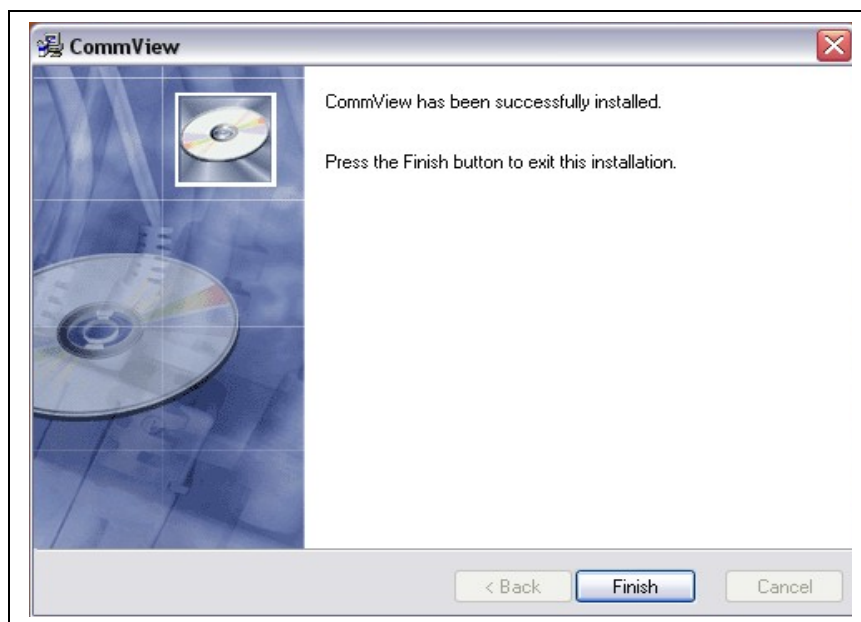 CommView
CommView has been successfully installed.
Press the Finish button to exit this installation.
< Back Finish Cancel